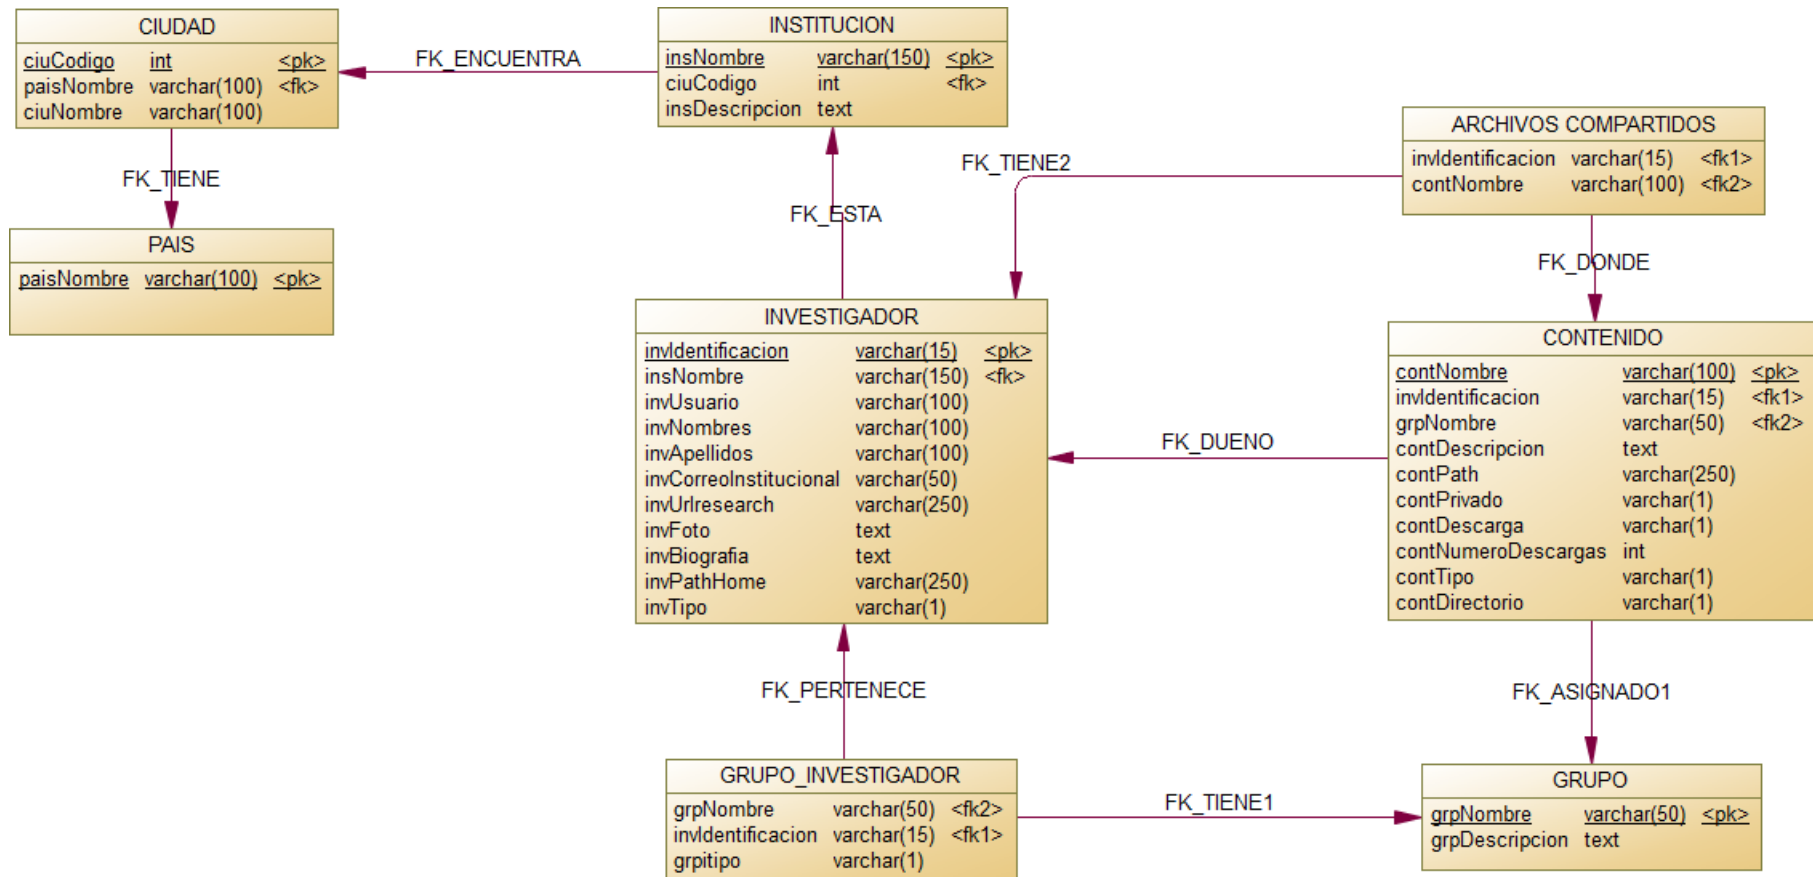 CIUDAD
ciuCodigo int <pk>
paisNombre varchar(100) <fk>
ciuNombre varchar(100)
FK_ENCUENTRA
INSTITUCION
insNombre varchar(150) <pk>
ciuCodigo int <fk>
insDescripcion text
FK_TIENE
PAIS
paisNombre varchar(100) <pk>
FK_ESTA
FK_TIENE2
ARCHIVOS COMPARTIDOS
invIdentificacion varchar(15) <fk1>
contNombre varchar(100) <fk2>
FK_DONDE
INVESTIGADOR
invIdentificacion varchar(15) <pk>
insNombre varchar(150) <fk>
invUsuario varchar(100)
invNombres varchar(100)
invApellidos varchar(100)
invCorreoInstitucional varchar(50)
invUrlresearch varchar(250)
invFoto text
invBiografia text
invPathHome varchar(250)
invTipo varchar(1)
FK_DUENO
CONTENIDO
contNombre varchar(100) <pk>
invIdentificacion varchar(15) <fk1>
grpNombre varchar(50) <fk2>
contDescripcion text
contPath varchar(250)
contPrivado varchar(1)
contDescarga varchar(1)
contNumeroDescargas int
contTipo varchar(1)
contDirectorio varchar(1)
FK_PERTENECE
FK_ASIGNADO1
GRUPO_INVESTIGADOR
grpNombre varchar(50) <fk2>
invIdentificacion varchar(15) <fk1>
grpitipo varchar(1)
FK_TIENE1
GRUPO
grpNombre varchar(50) <pk>
grpDescripcion text